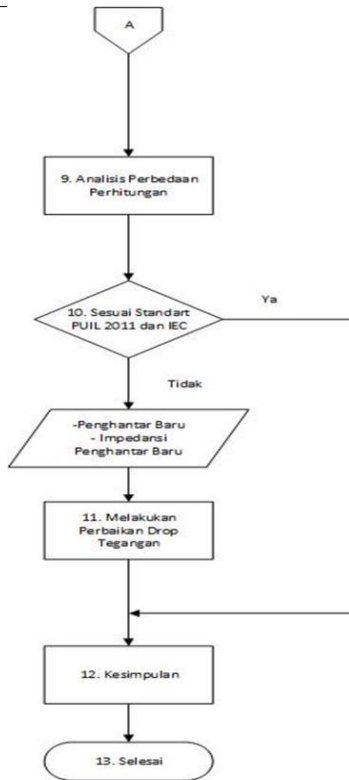 A
9. Analisis Perbedaan
Perhitungan
10. Sesuai Standart
PUIL 2011 dan IEC
Ya
Tidak
-Penghantar Baru
- Impedansi
Penghantar Baru
11. Melakukan
Perbaikan Drop
Tegangan
12. Kesimpulan
13. Selesai